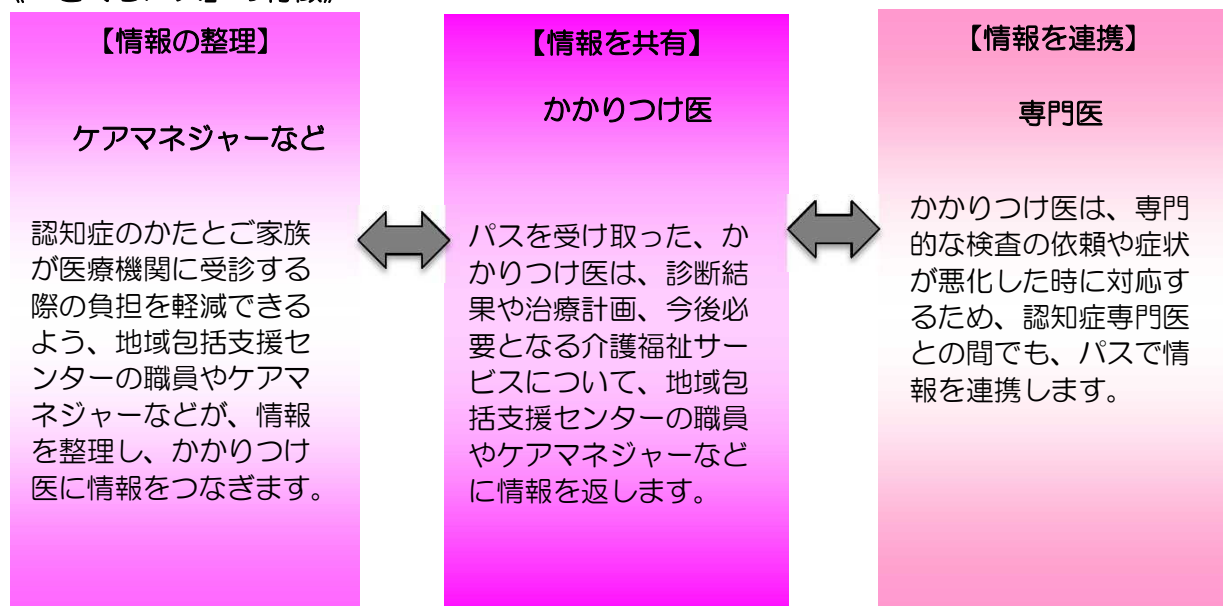 【情報の整理】
ケアマネジャーなど
認知症のかたとご家族
が医療機関に受診する
際の負担を軽減できる
よう、地域包括支援セ
ンターの職員やケアマ
ネジャーなどが、情報
を整理し、かかりつけ
医に情報をつなぎます。
【情報を共有】
かかりつけ医
パスを受け取った、か
かりつけ医は、診断結
果や治療計画、今後必
要となる介護福祉サー
ビスについて、地域包
括支援センターの職員
やケアマネジャーなど
に情報を返します。
【情報を連携】
専門医
かかりつけ医は、専門
的な検査の依頼や症状
が悪化した時に対応す
るため、認知症専門医
との間でも、パスで情
報を連携します。